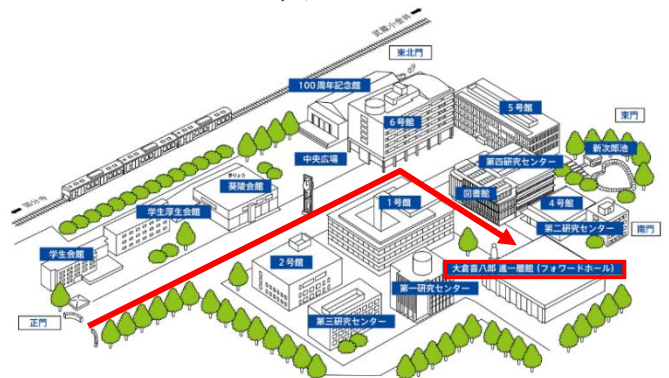 武蔵小金井
東北門
100周年記念館
5号館
6号館
東門
新次郎池
中央広場
第四研究センター
図書館
きりょう
葵陵会館
国分寺
1号館
4号館
学生厚生会館
第二研究センター
南門
学生会館
2号館
大倉喜八郎 進一層館(フォワードホール)
第一研究センター
正門
第三研究センター